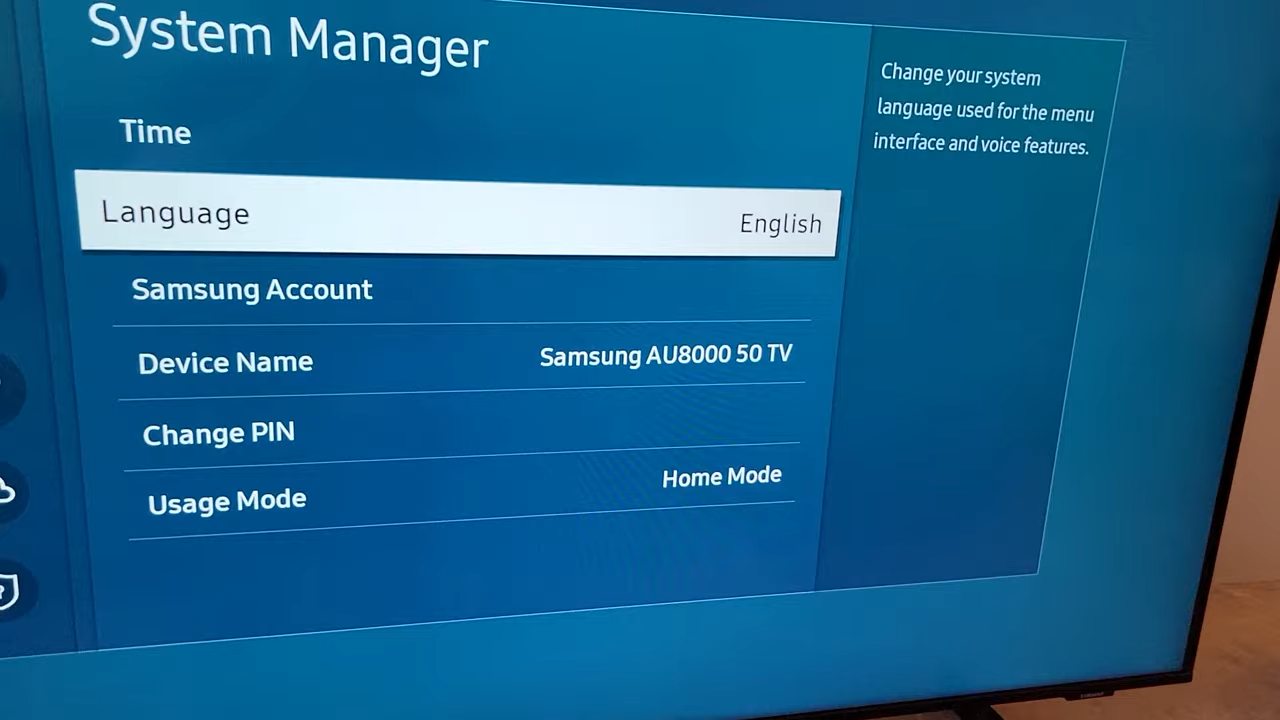 System Manager
Time
Language English
Samsung Account
Device Name Samsung AU8000 50 TV
Change PIN
Usage Mode Home Mode
Change your system
language used for the menu
interface and voice features.